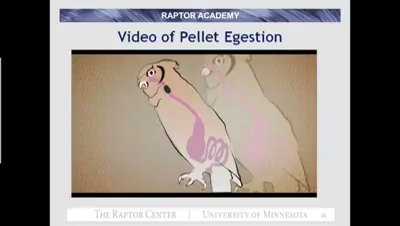 RAPTOR ACADEMY
Video of Pellet Egestion
THE RAPTOR CENTER | UNIVERSITY OF MINNESOTA